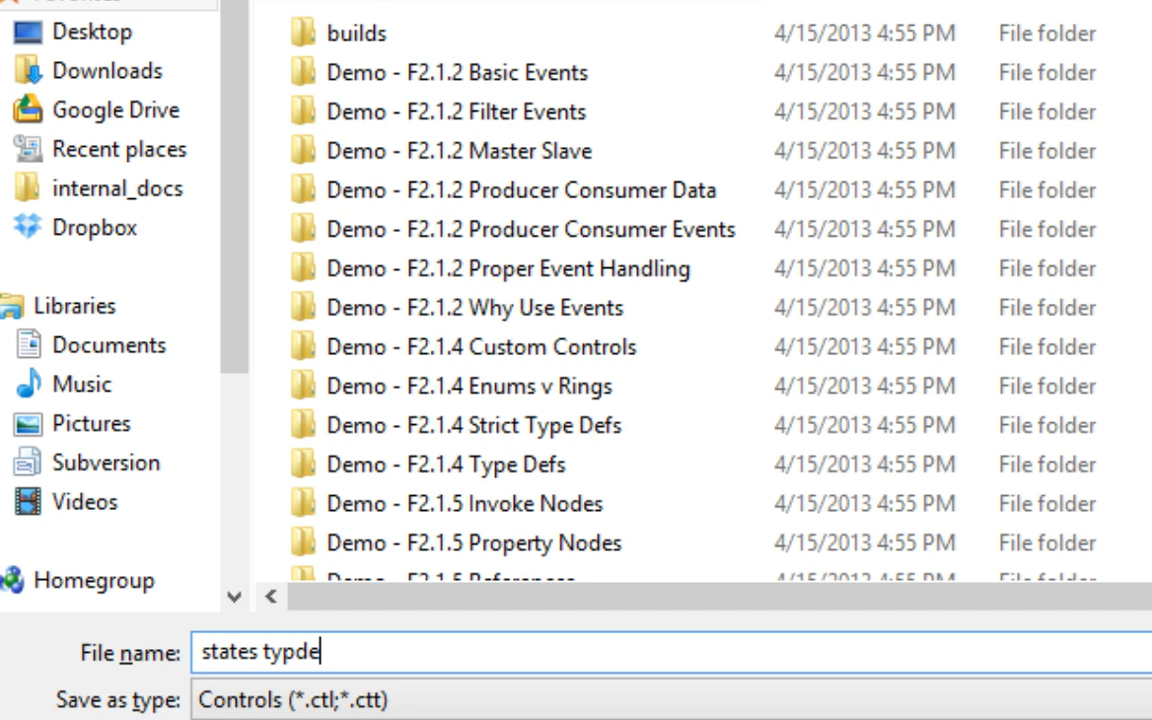 Desktop
Downloads
Google Drive
Recent places
internal_docs
Dropbox
Libraries
Documents
Music
Pictures
Subversion
Videos
Homegroup
builds 4/15/2013 4:55 PM File folder
Demo - F2.1.2 Basic Events 4/15/2013 4:55 PM File folder
Demo - F2.1.2 Filter Events 4/15/2013 4:55 PM File folder
Demo - F2.1.2 Master Slave 4/15/2013 4:55 PM File folder
Demo - F2.1.2 Producer Consumer Data 4/15/2013 4:55 PM File folder
Demo - F2.1.2 Producer Consumer Events 4/15/2013 4:55 PM File folder
Demo - F2.1.2 Proper Event Handling 4/15/2013 4:55 PM File folder
Demo - F2.1.2 Why Use Events 4/15/2013 4:55 PM File folder
Demo - F2.1.4 Custom Controls 4/15/2013 4:55 PM File folder
Demo - F2.1.4 Enums v Rings 4/15/2013 4:55 PM File folder
Demo - F2.1.4 Strict Type Defs 4/15/2013 4:55 PM File folder
Demo - F2.1.4 Type Defs 4/15/2013 4:55 PM File folder
Demo - F2.1.5 Invoke Nodes 4/15/2013 4:55 PM File folder
Demo - F2.1.5 Property Nodes 4/15/2013 4:55 PM File folder
File name: states typde
Save as type: Controls (*.ctl;*.ctt)